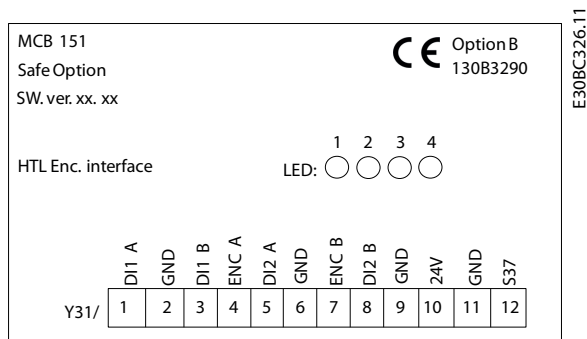 MCB 151
Safe Option
SW. ver. xx. xx
CE Option B
130B3290
E30BC326.11
HTL Enc. interface
1 2 3 4
LED:
DI1 A GND DI1 B ENC A DI2 A GND ENC B DI2 B GND 24V GND S37
Y31/ 1 2 3 4 5 6 7 8 9 10 11 12